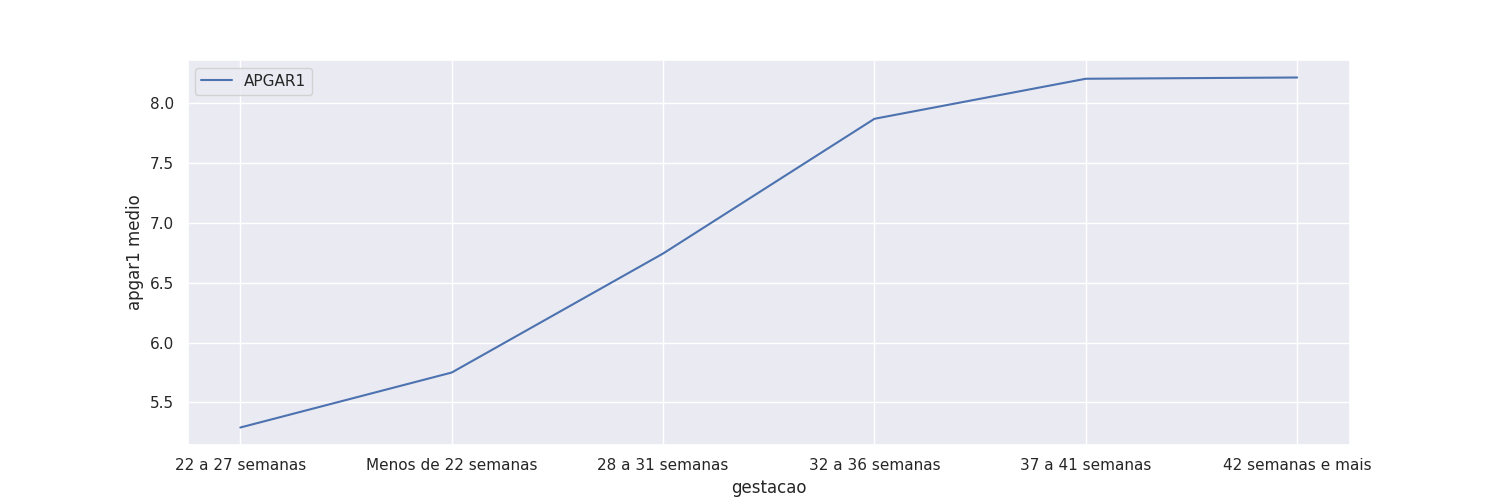 APGAR1
8.0
7.5
7.0
6.5
6.0
5.5
apgar1 medio
22 a 27 semanas
Menos de 22 semanas
28 a 31 semanas
32 a 36 semanas
37 a 41 semanas
42 semanas e mais
gestacao